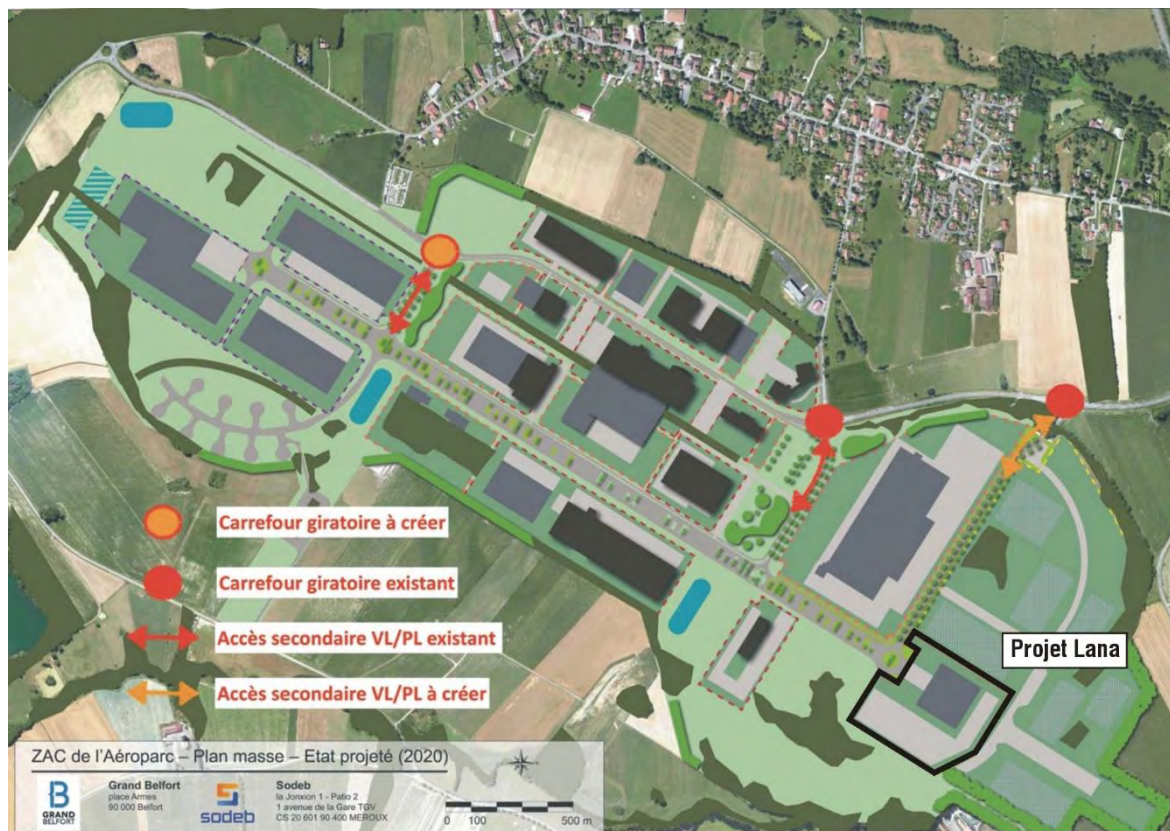 Carrefour giratoire à créer
Carrefour giratoire existant
Accès secondaire VL/PL existant
Accès secondaire VL/PL à créer
Projet Lana
ZAC de l'Aéroparc – Plan masse – Etat projeté (2020)
GRAND
BELFORT
Grand Belfort
place Armes
90 000 Belfort
sodeb
Sodeb
la Jonxion 1 - Patio 2
1 avenue de la Gare TGV
CS 20 601 90 400 MEROUX
0 100 500 m